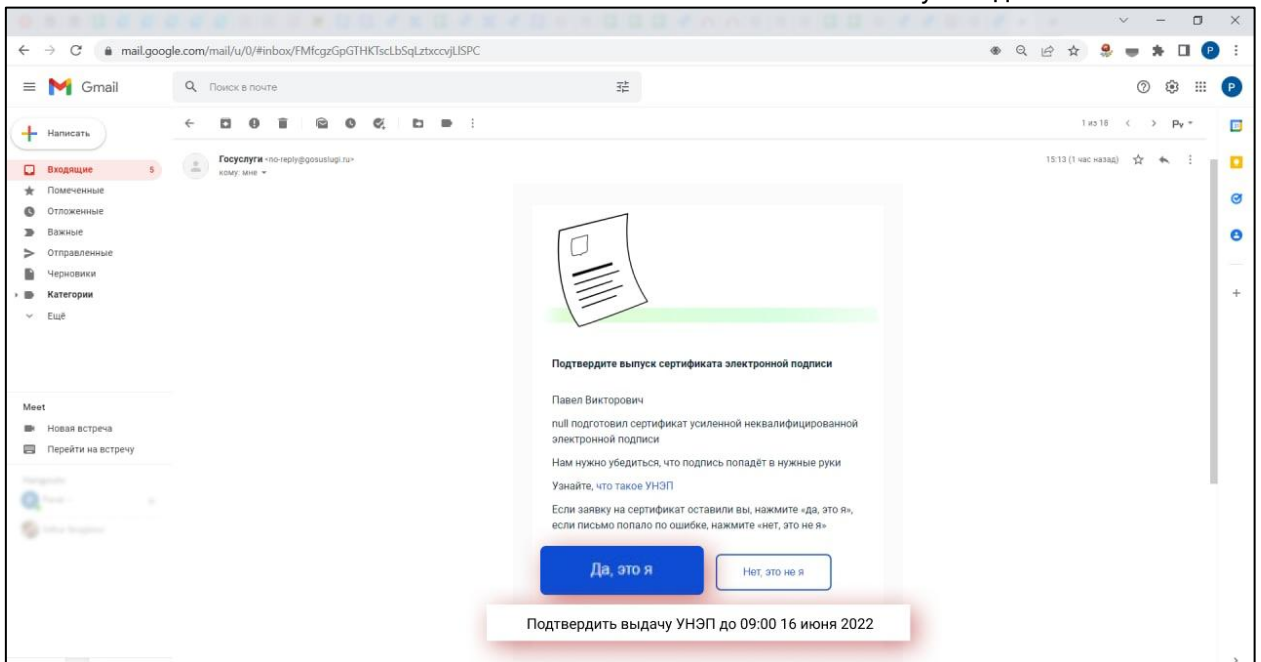 mail.google.com/mail/u/0/#inbox/FMfcgzGpGTHKTscLbSqLztxccvjLlSPC
P
Gmail
Поиск в почте
P
Написать
1 из 18
Ру
Входящие 5
Госуслуги <no-reply@gosuslugi.ru>
15:13 (1 час назад)
кому: мне
Помеченные
Отложенные
Важные
Отправленные
Черновики
Категории
Ещё
Подтвердите выпуск сертификата электронной подписи
Павел Викторович
null подготовил сертификат усиленной неквалифицированной
электронной подписи
Нам нужно убедиться, что подпись попадёт в нужные руки
Узнайте, что такое УНЭП
Если заявку на сертификат оставили вы, нажмите «да, это я»,
если письмо попало по ошибке, нажмите «нет, это не я»
Да, это я
Нет, это не я
Подтвердить выдачу УНЭП до 09:00 16 июня 2022
Meet
Новая встреча
Перейти на встречу